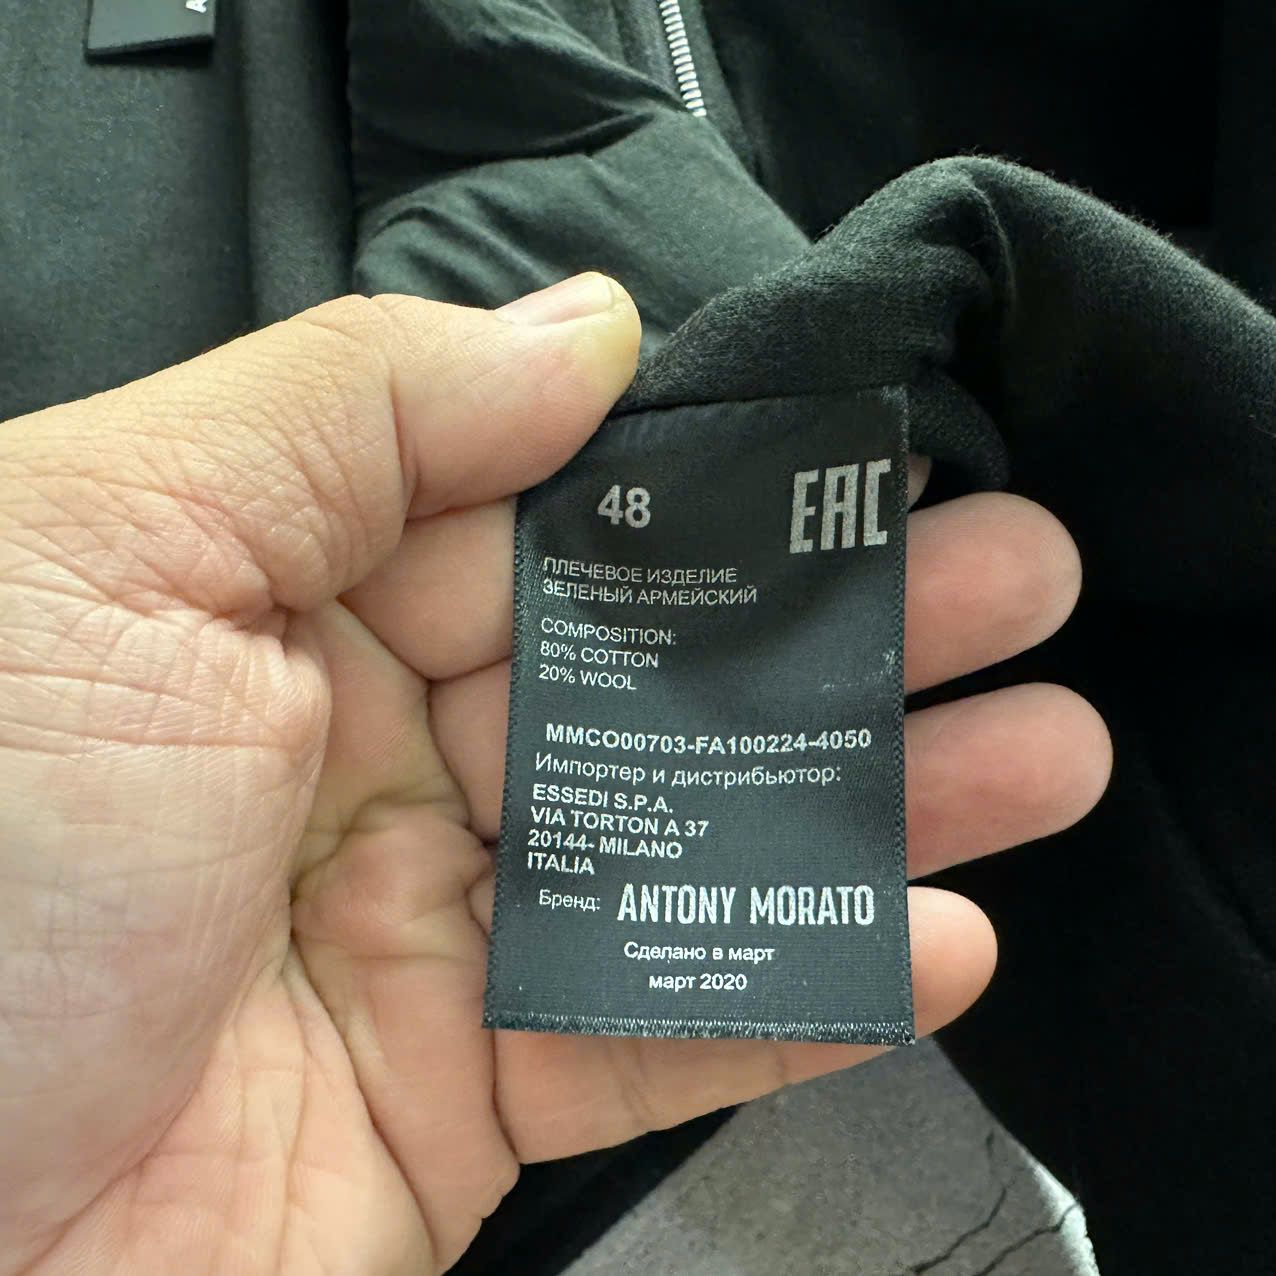 A
48
EAC
ПЛЕЧЕВОЕ ИЗДЕЛИЕ
ЗЕЛЕНЫЙ АРМЕЙСКИЙ
COMPOSITION:
80% COTTON
20% WOOL
MMCO00703-FA100224-4050
Импортер и дистрибьютор:
ESSEDI S.P.A.
VIA TORTON A 37
20144- MILANO
ITALIA
Бренд: ANTONY MORATO
Сделано в март
март 2020